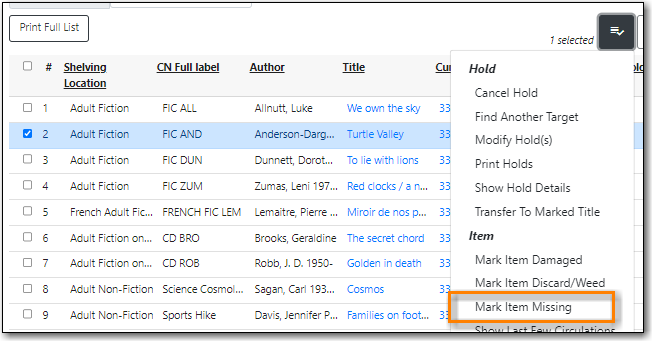 Print Full List
1 selected
# Shelving Location CN Full label Author Title Cur
1 Adult Fiction FIC ALL Allnutt, Luke We own the sky 33
2 Adult Fiction FIC AND Anderson-Darg... Turtle Valley 33
3 Adult Fiction FIC DUN Dunnett, Dorot... To lie with lions 33
4 Adult Fiction FIC ZUM Zumas, Leni 197... Red clocks / a n... 33
5 French Adult Fic... FRENCH FIC LEM Lemaitre, Pierre ... Miroir de nos p... 33
6 Adult Fiction on... CD BRO Brooks, Geraldine The secret chord 33
7 Adult Fiction on... CD ROB Robb, J. D. 1950- Golden in death 33
8 Adult Non-Fiction Science Cosmol... Sagan, Carl 193... Cosmos 33
9 Adult Non-Fiction Sports Hike Davis, Jennifer P... Families on foot... 33
Hold
Cancel Hold
Find Another Target
Modify Hold(s)
Print Holds
Show Hold Details
Transfer To Marked Title
Item
Mark Item Damaged
Mark Item Discard/Weed
Mark Item Missing
Show Last Few Circulations